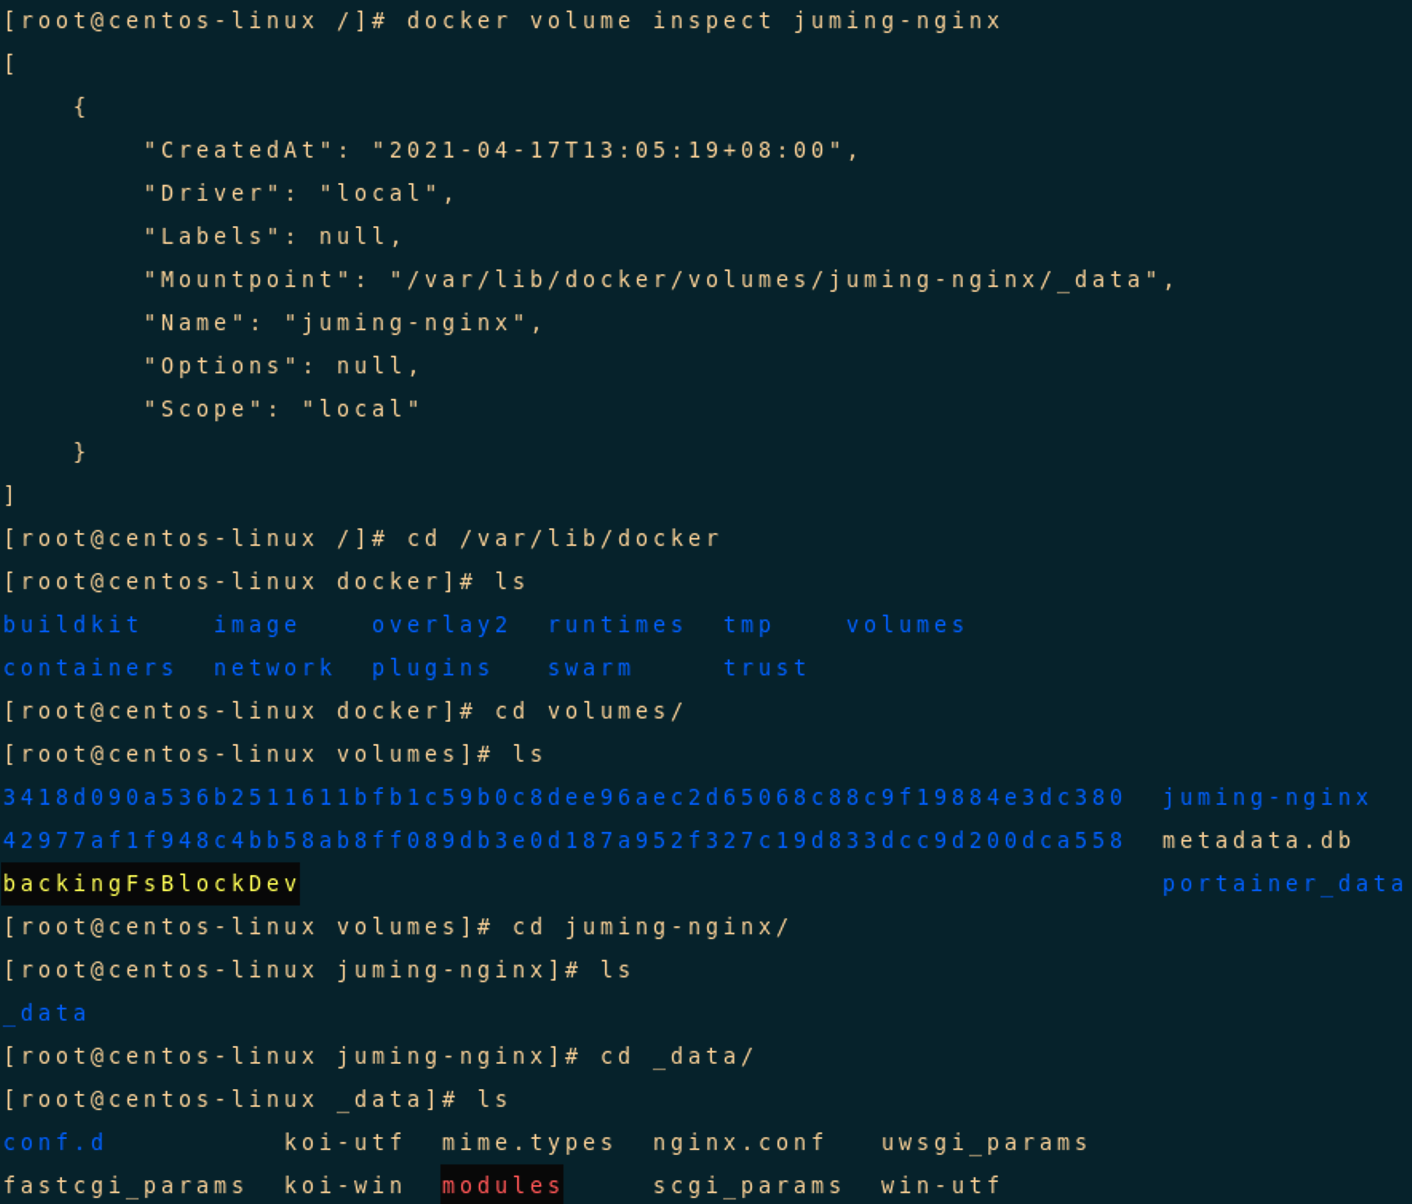 [root@centos-linux /]# docker volume inspect juming-nginx
[
    {
        "CreatedAt": "2021-04-17T13:05:19+08:00",
        "Driver": "local",
        "Labels": null,
        "Mountpoint": "/var/lib/docker/volumes/juming-nginx/_data",
        "Name": "juming-nginx",
        "Options": null,
        "Scope": "local"
    }
]
[root@centos-linux /]# cd /var/lib/docker
[root@centos-linux docker]# ls
buildkit    image    overlay2  runtimes  tmp    volumes
containers  network  plugins   swarm     trust
[root@centos-linux docker]# cd volumes/
[root@centos-linux volumes]# ls
3418d090a536b2511611bfb1c59b0c8dee96aec2d65068c88c9f19884e3dc380  juming-nginx
42977af1f948c4bb58ab8ff089db3e0d187a952f327c19d833dcc9d200dca558  metadata.db
backingFsBlockDev                                                 portainer_data
[root@centos-linux volumes]# cd juming-nginx/
[root@centos-linux juming-nginx]# ls
_data
[root@centos-linux juming-nginx]# cd _data/
[root@centos-linux _data]# ls
conf.d          koi-utf  mime.types  nginx.conf   uwsgi_params
fastcgi_params  koi-win  modules     scgi_params  win-utf